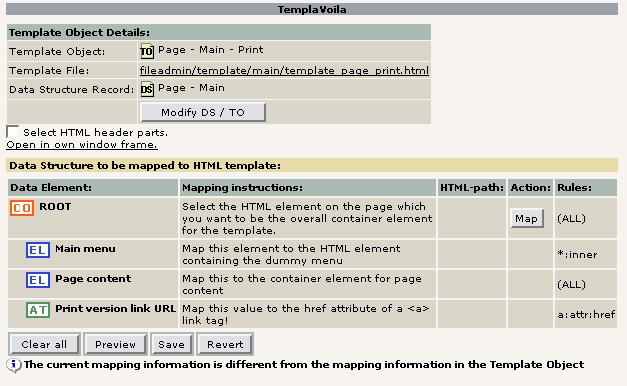 TemplaVoila
Template Object Details:
Template Object: TO Page - Main - Print
Template File: fileadmin/template/main/template_page_print.html
Data Structure Record: DS Page - Main
Modify DS / TO
Select HTML header parts.
Open in own window frame.
Data Structure to be mapped to HTML template:
Data Element: Mapping instructions: HTML-path: Action: Rules:
CO ROOT Select the HTML element on the page which
you want to be the overall container element
for the template.
Map (ALL)
EL Main menu Map this element to the HTML element
containing the dummy menu
*:inner
EL Page content Map this to the container element for page
content
(ALL)
AT Print version link URL Map this value to the href attribute of a <a>
link tag!
a:attr:href
Clear all Preview Save Revert
The current mapping information is different from the mapping information in the Template Object